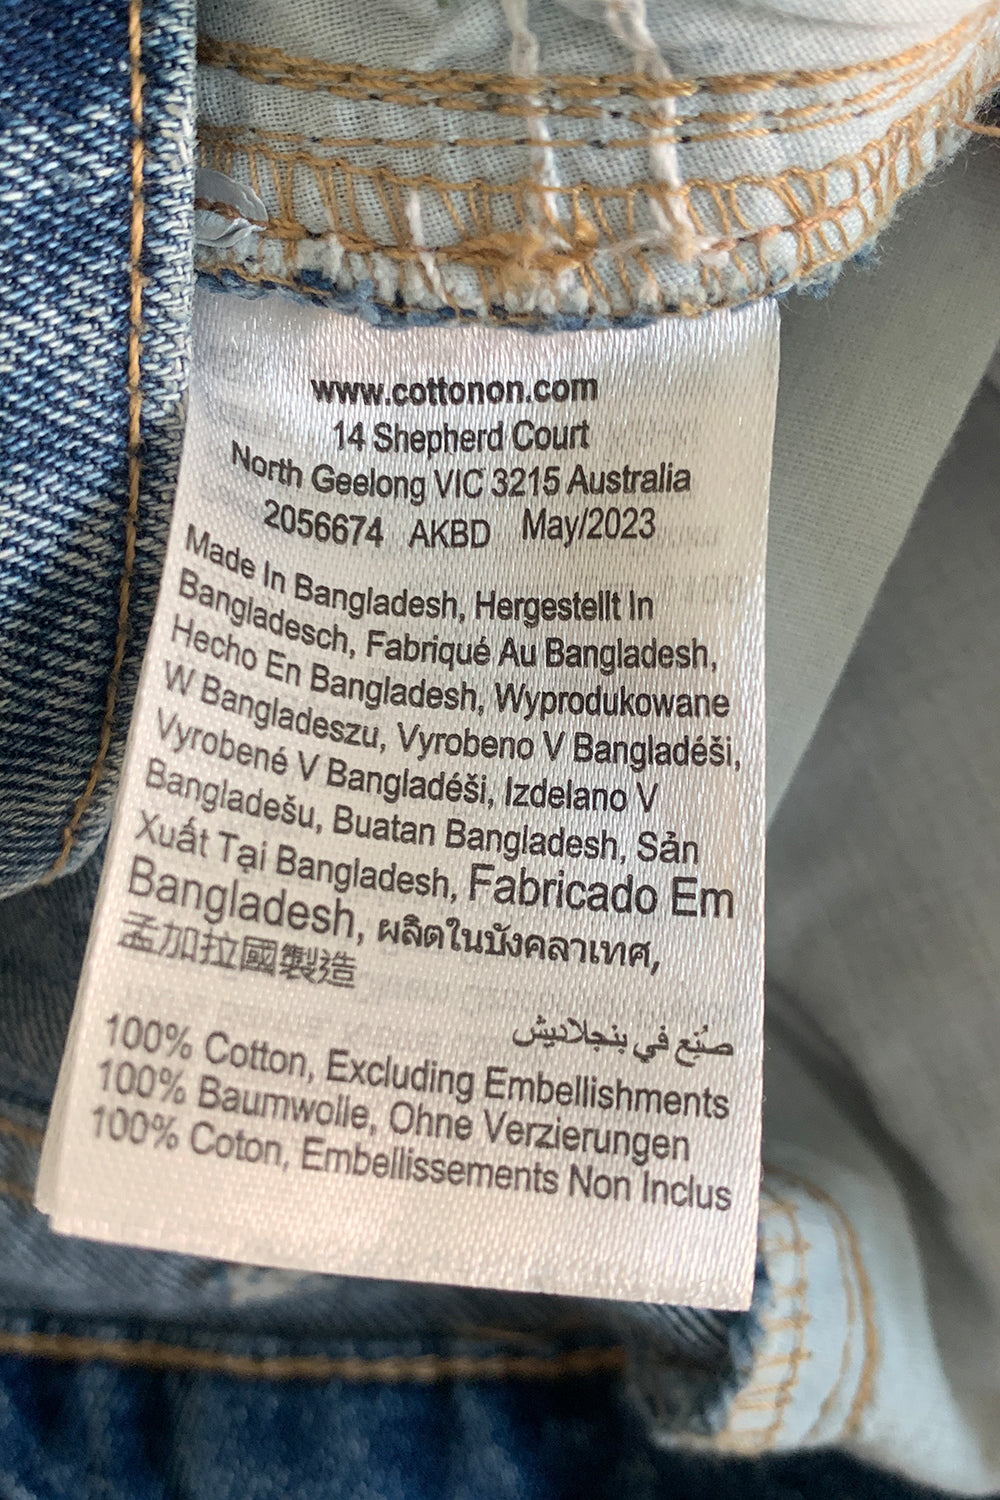 www.cottonon.com
14 Shepherd Court
North Geelong VIC 3215 Australia
2056674 AKBD May/2023
Made In Bangladesh, Hergestellt In
Bangladesch, Fabriqué Au Bangladesh,
Hecho En Bangladesh, Wyprodukowane
W Bangladeszu, Vyrobeno V Bangladéši,
Vyrobené V Bangladéši, Izdelano V
Bangladešu, Buatan Bangladesh, Sản
Xuất Tại Bangladesh, Fabricado Em
Bangladesh, ผลิตในบังคลาเทศ,
孟加拉國製造
صُنِع في بنجلاديش
100% Cotton, Excluding Embellishments
100% Baumwolle, Ohne Verzierungen
100% Coton, Embellissements Non Inclus